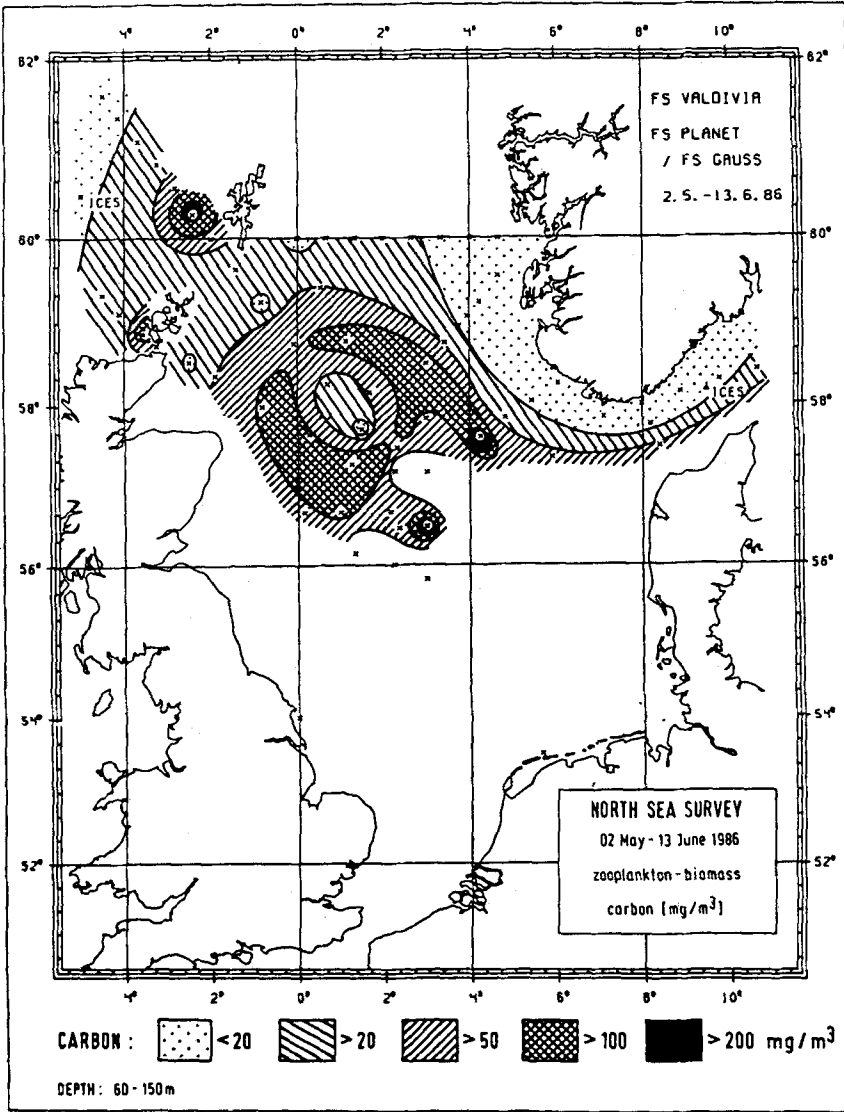 4° 2° 0° 2° 4° 6° 8° 10°
62° 62°
FS VALDIVIA
FS PLANET
/ FS GAUSS
2.5.-13.6.86
ICES
60° 60°
ICES
58° 58°
56° 56°
54° 54°
NORTH SEA SURVEY
02 May - 13 June 1986
zooplankton-biomass
carbon [mg/m³]
52° 52°
4° 2° 0° 2° 4° 6° 8° 10°
CARBON: <20 >20 >50 >100 >200 mg/m³
DEPTH: 60-150m